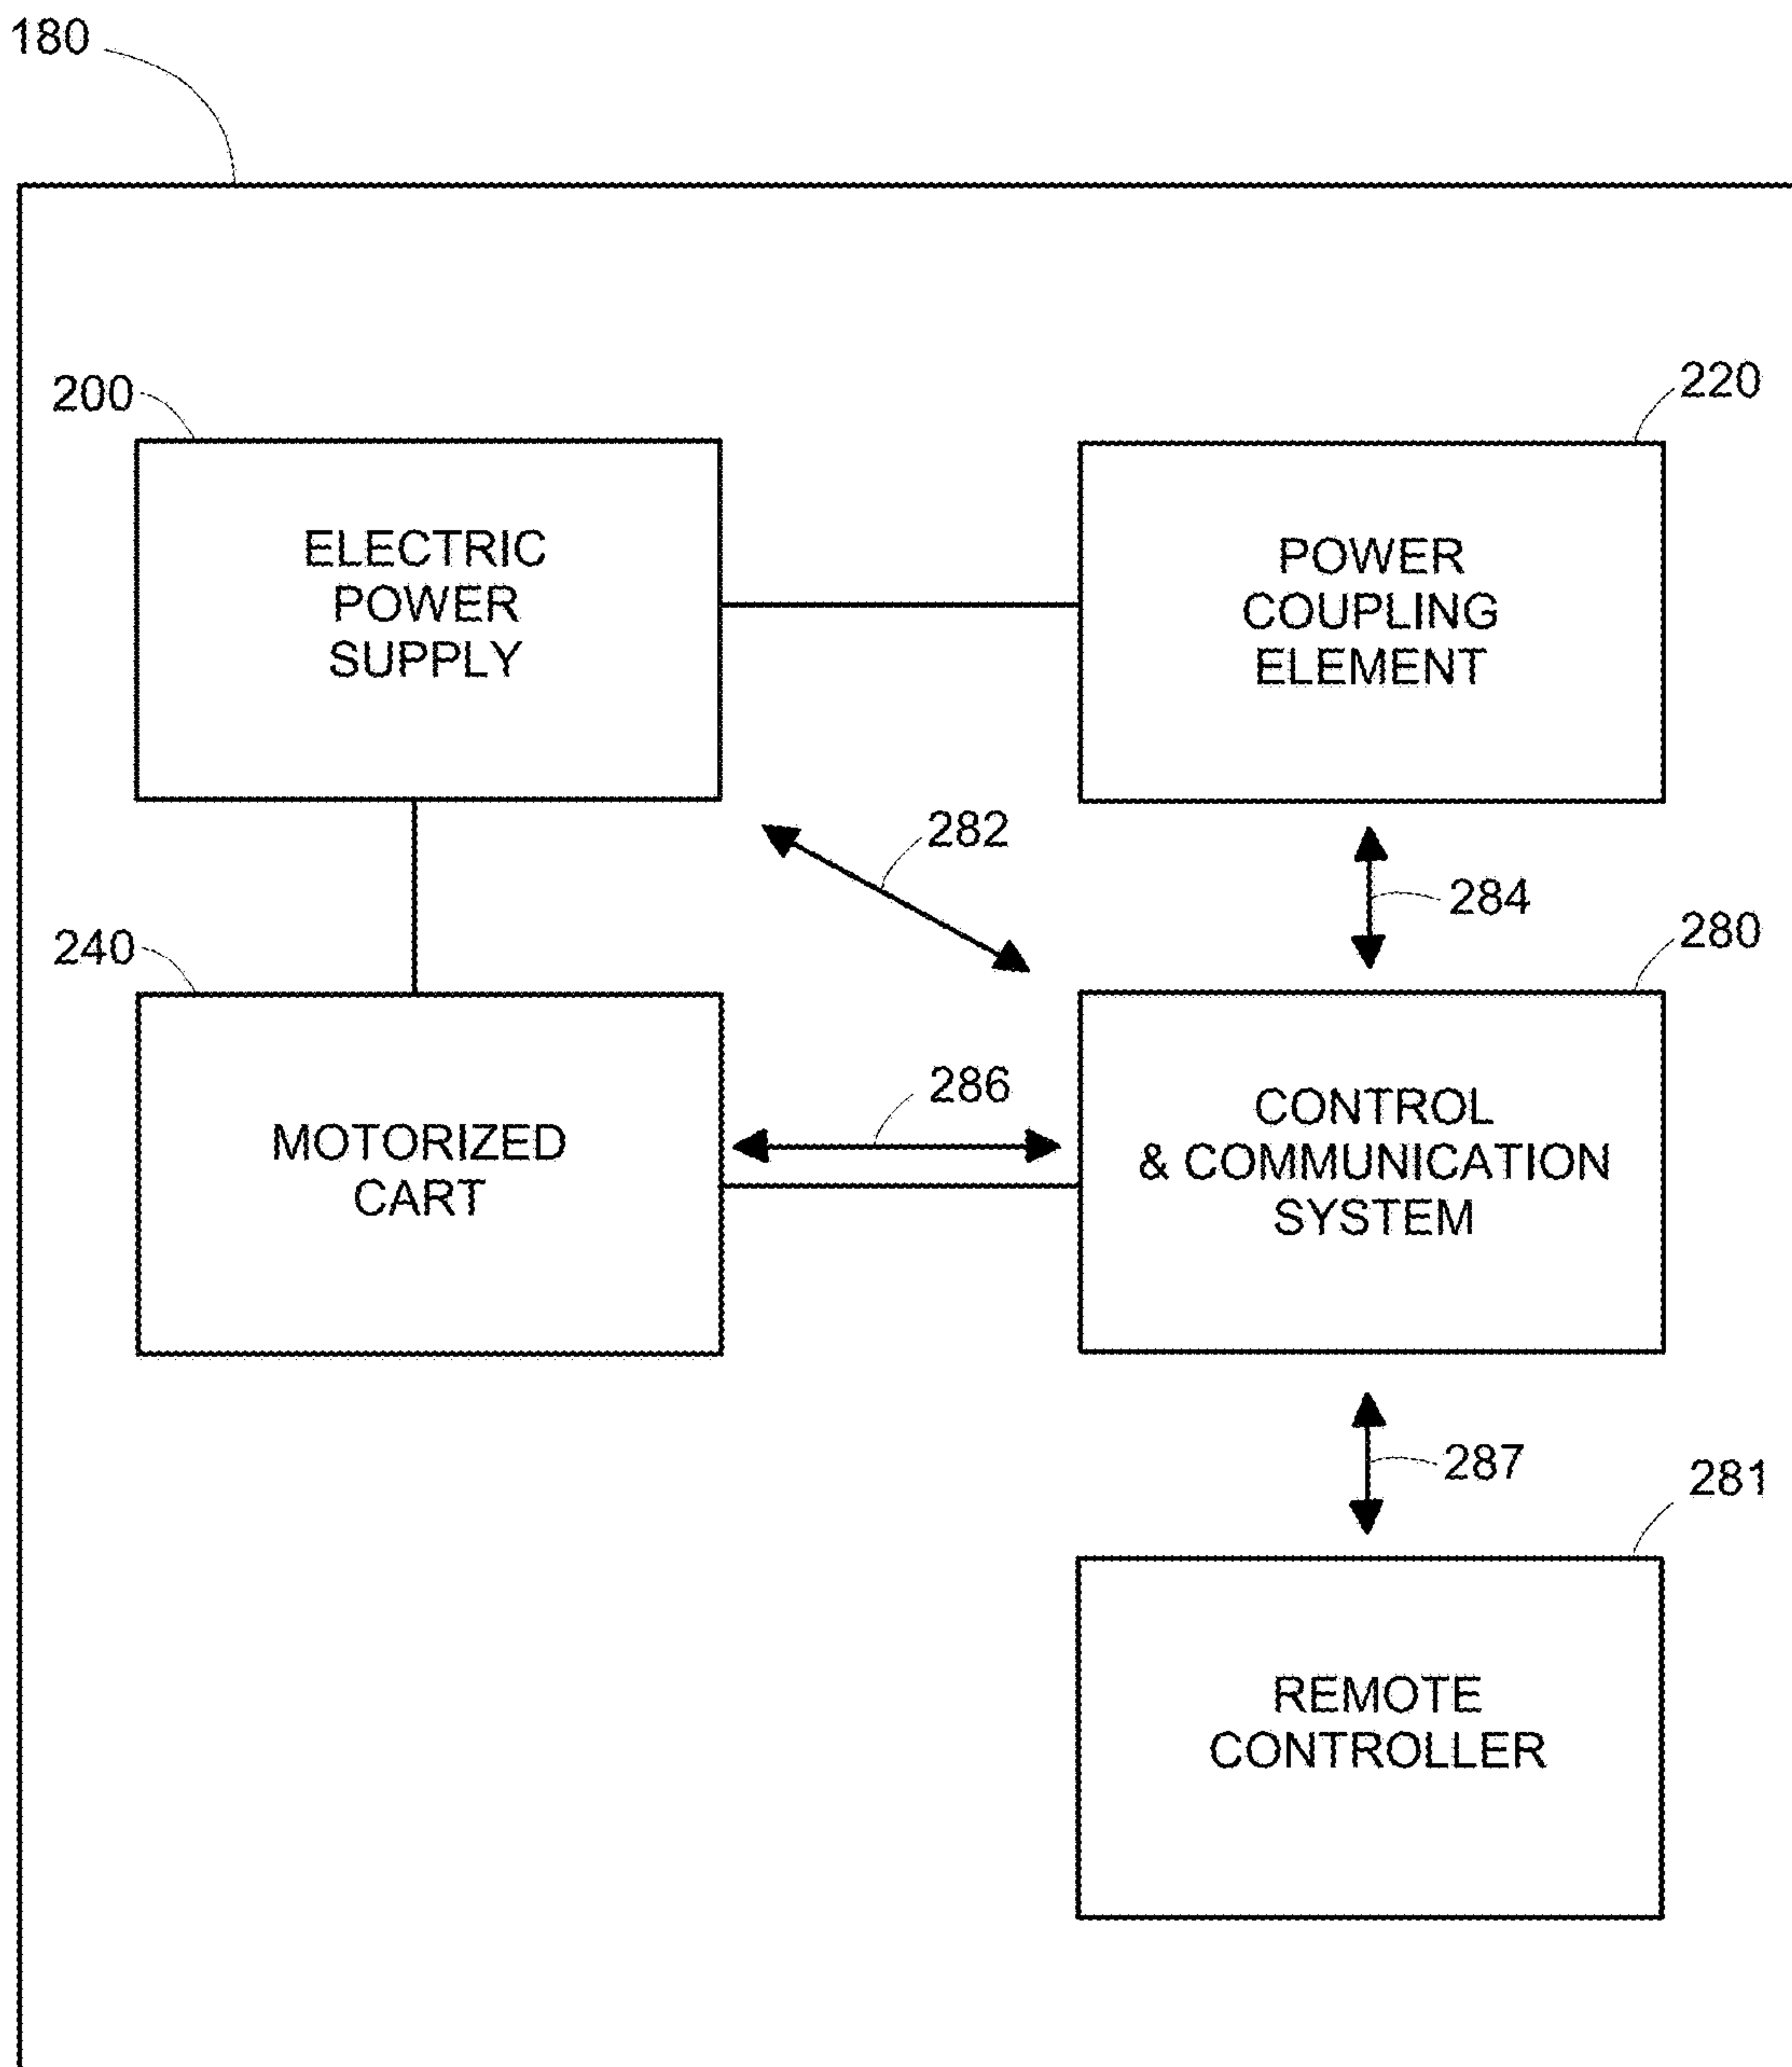 180
200
220
ELECTRIC
POWER
SUPPLY
POWER
COUPLING
ELEMENT
282
284
240
280
286
MOTORIZED
CART
CONTROL
& COMMUNICATION
SYSTEM
287
281
REMOTE
CONTROLLER